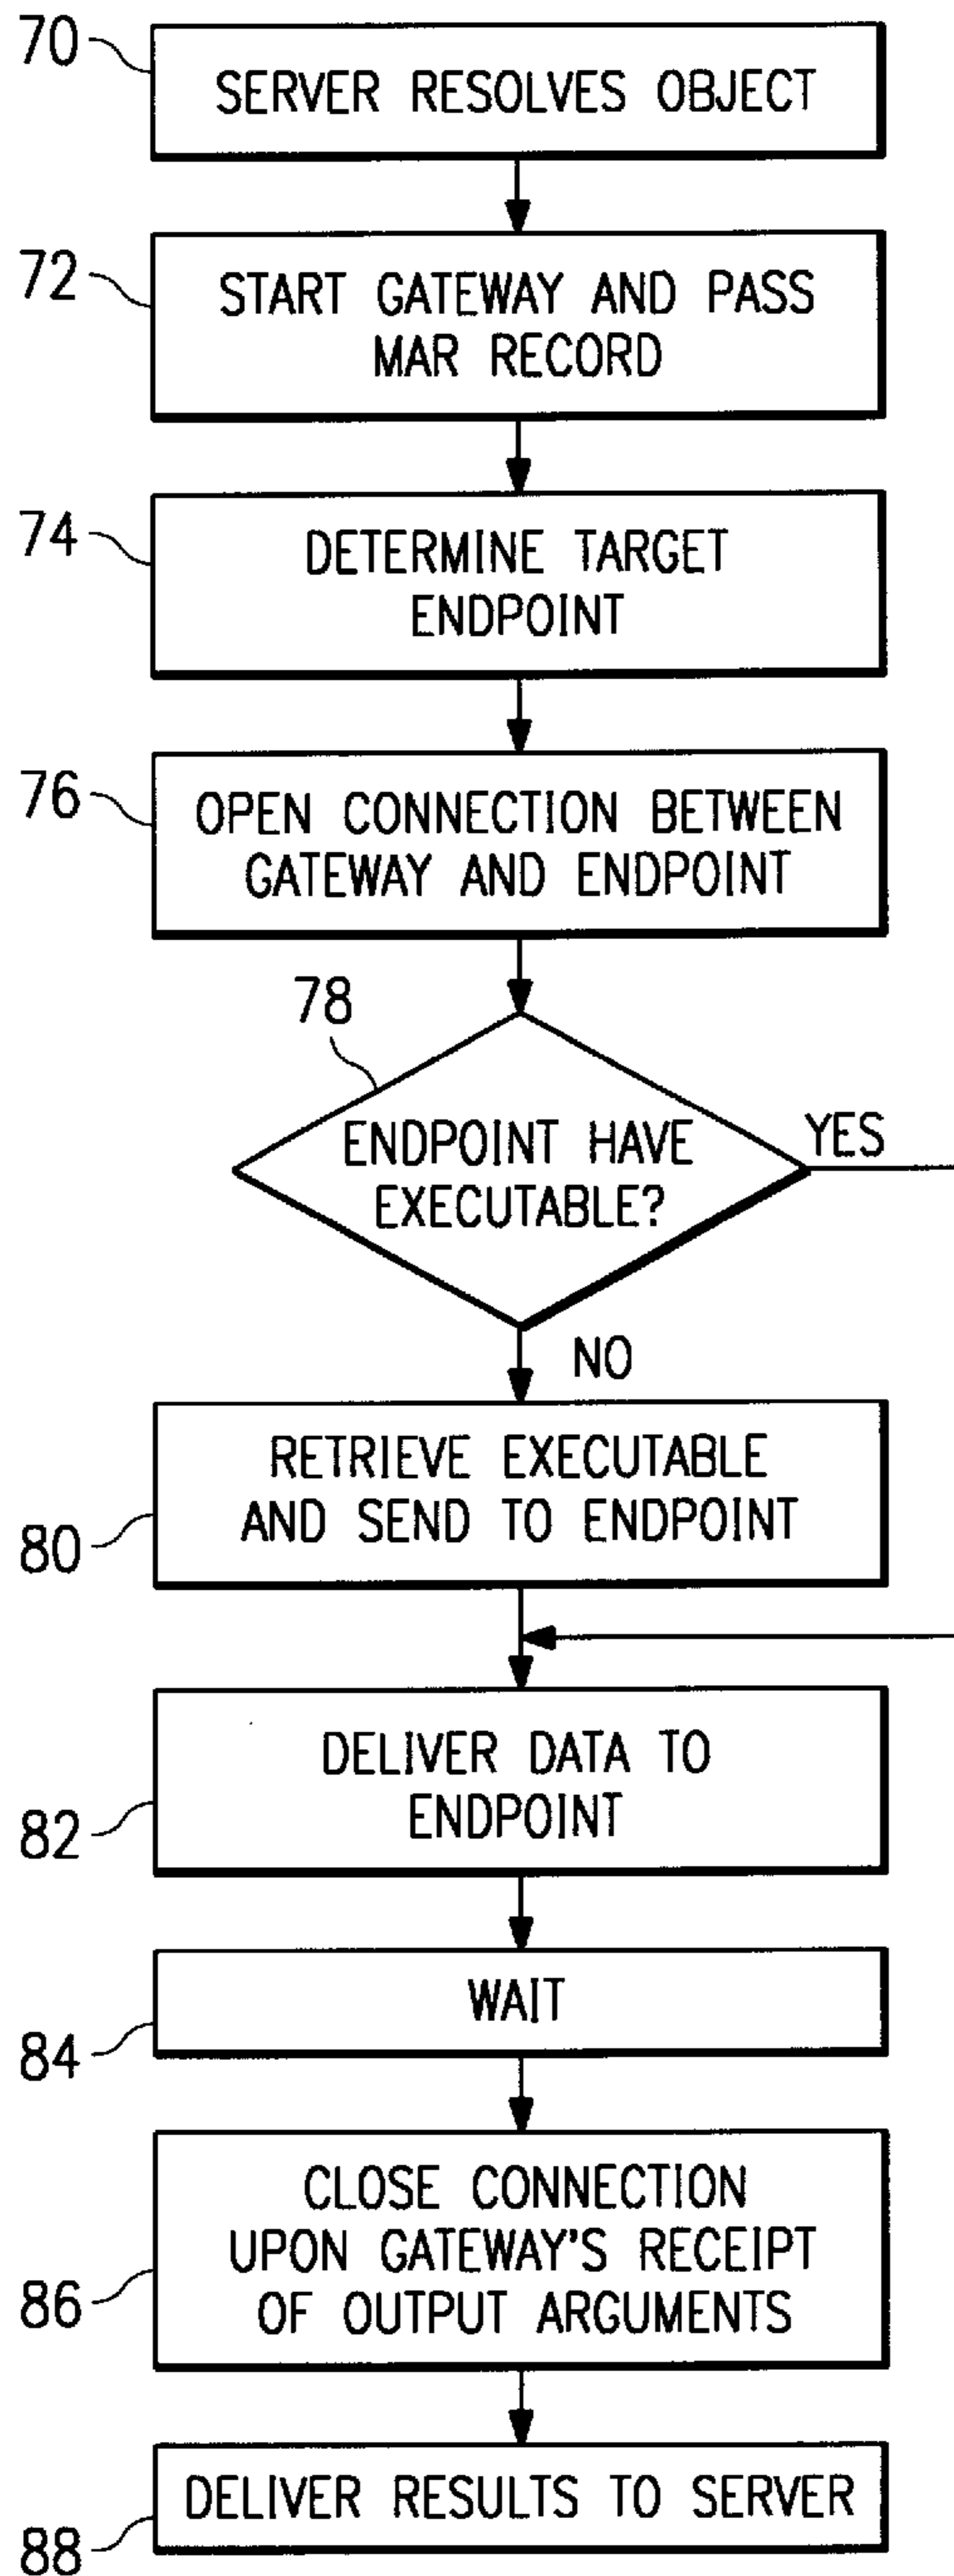 70
SERVER RESOLVES OBJECT
72
START GATEWAY AND PASS
MAR RECORD
74
DETERMINE TARGET
ENDPOINT
76
OPEN CONNECTION BETWEEN
GATEWAY AND ENDPOINT
78
ENDPOINT HAVE
EXECUTABLE?
YES
NO
RETRIEVE EXECUTABLE
AND SEND TO ENDPOINT
80
DELIVER DATA TO
ENDPOINT
82
WAIT
84
CLOSE CONNECTION
UPON GATEWAY'S RECEIPT
OF OUTPUT ARGUMENTS
86
DELIVER RESULTS TO SERVER
88